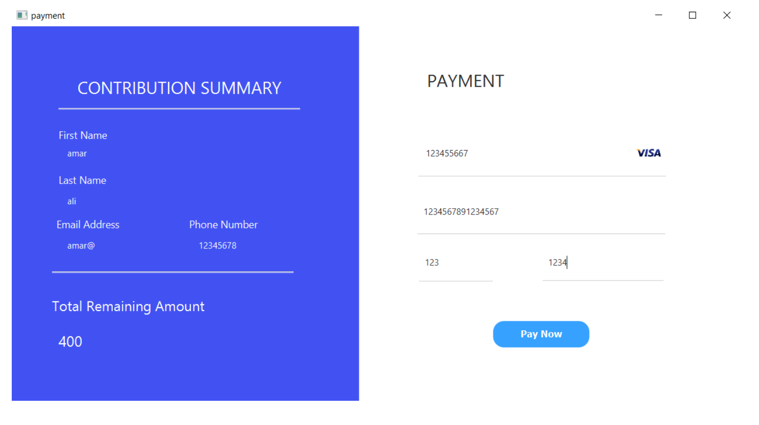 payment
CONTRIBUTION SUMMARY
First Name
amar
Last Name
ali
Email Address
Phone Number
amar@
12345678
Total Remaining Amount
400
PAYMENT
123455667
VISA
1234567891234567
123
1234
Pay Now